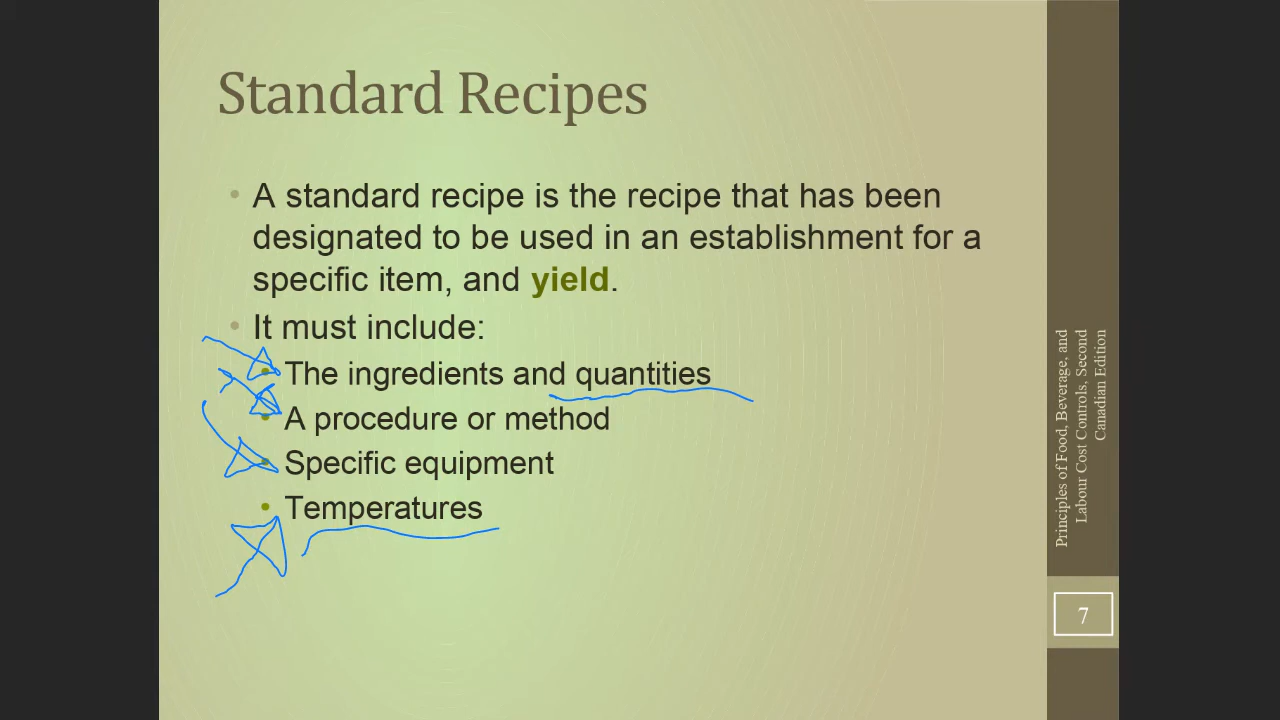 Standard Recipes
• A standard recipe is the recipe that has been
designated to be used in an establishment for a
specific item, and yield.
• It must include:
• The ingredients and quantities
• A procedure or method
• Specific equipment
• Temperatures
Principles of Food, Beverage, and
Labour Cost Controls, Second
Canadian Edition
7